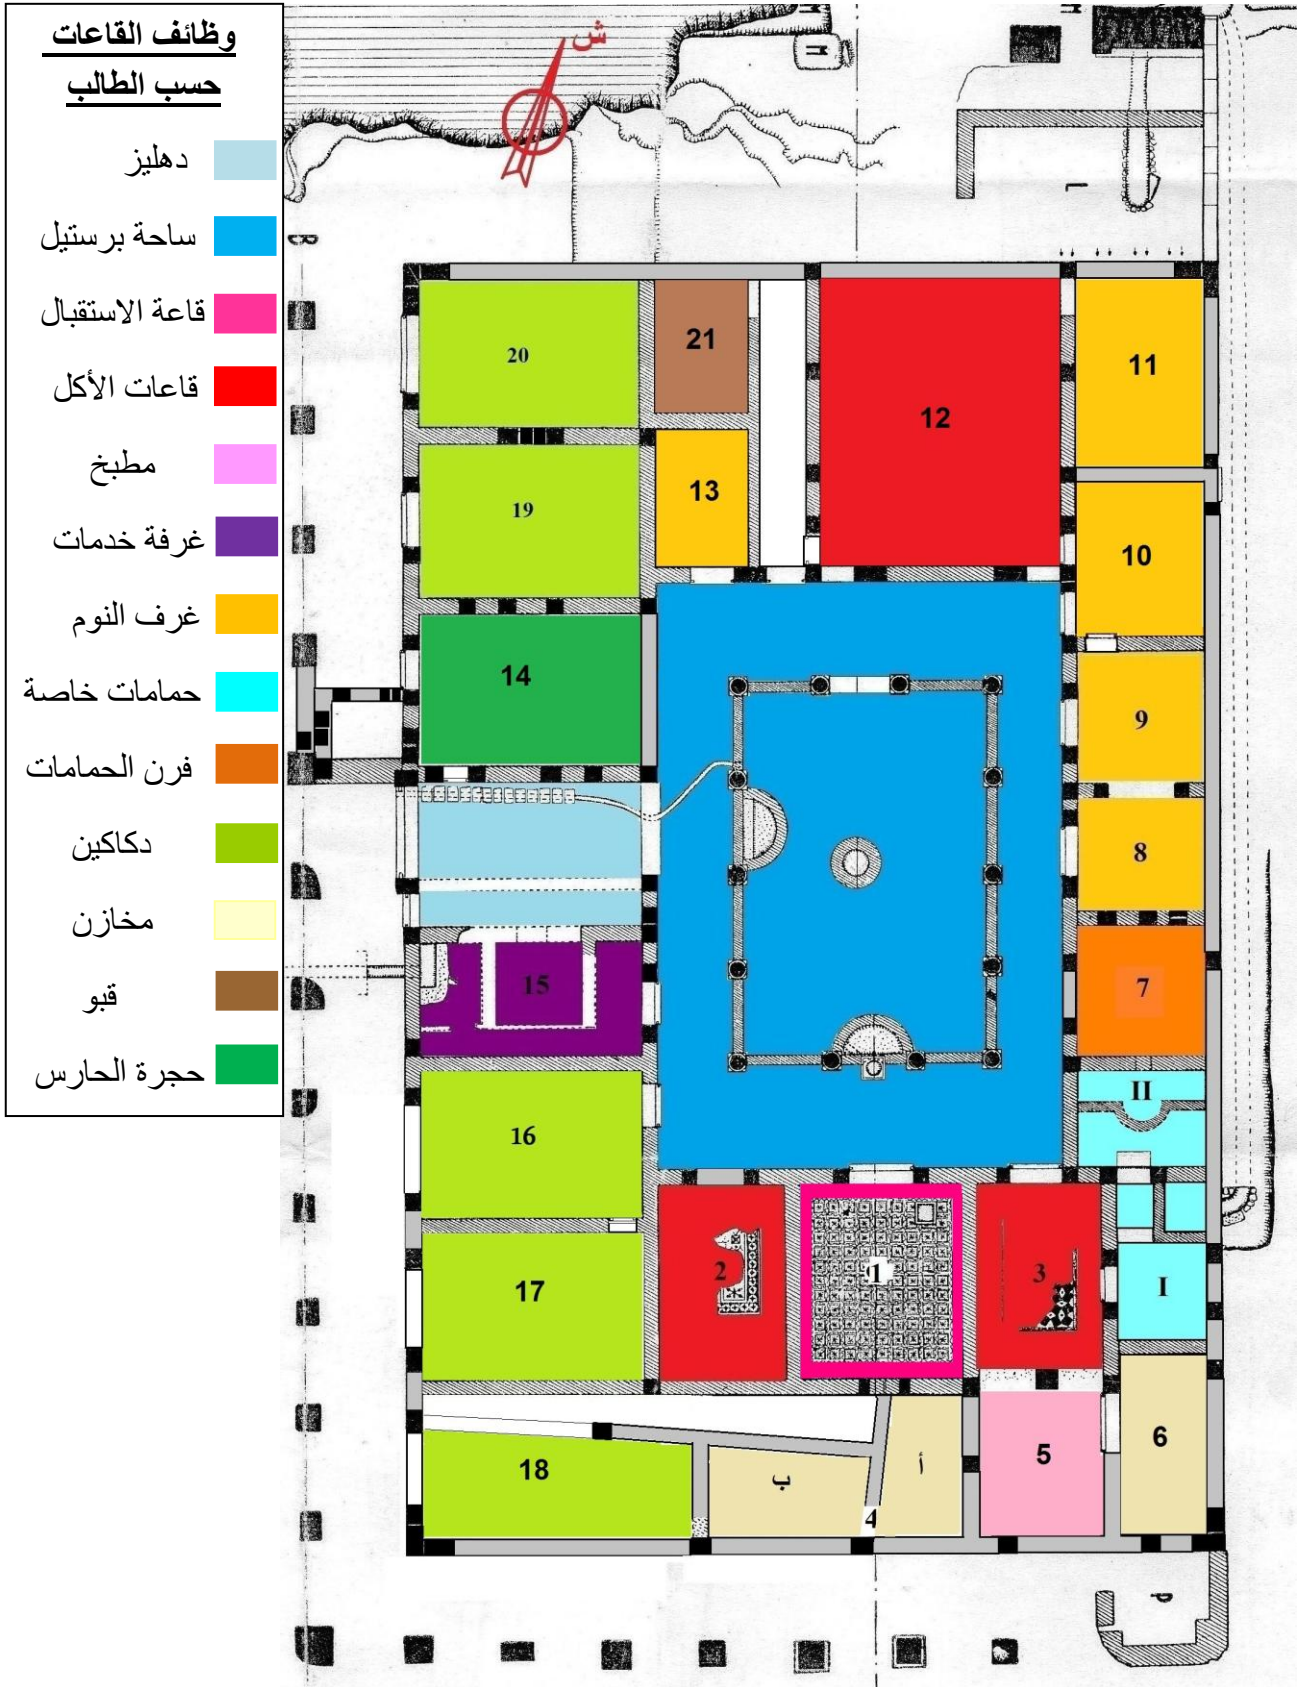 وظائف القاعات
حسب الطالب
دهليز
ساحة برستيل
قاعة الاستقبال
قاعات الأكل
مطبخ
غرفة خدمات
غرف النوم
حمامات خاصة
فرن الحمامات
دكاكين
مخازن
قبو
حجرة الحارس
ش
20
21
12
11
19
13
10
14
9
8
15
7
II
16
17
2
1
3
I
18
ب
أ
4
5
6